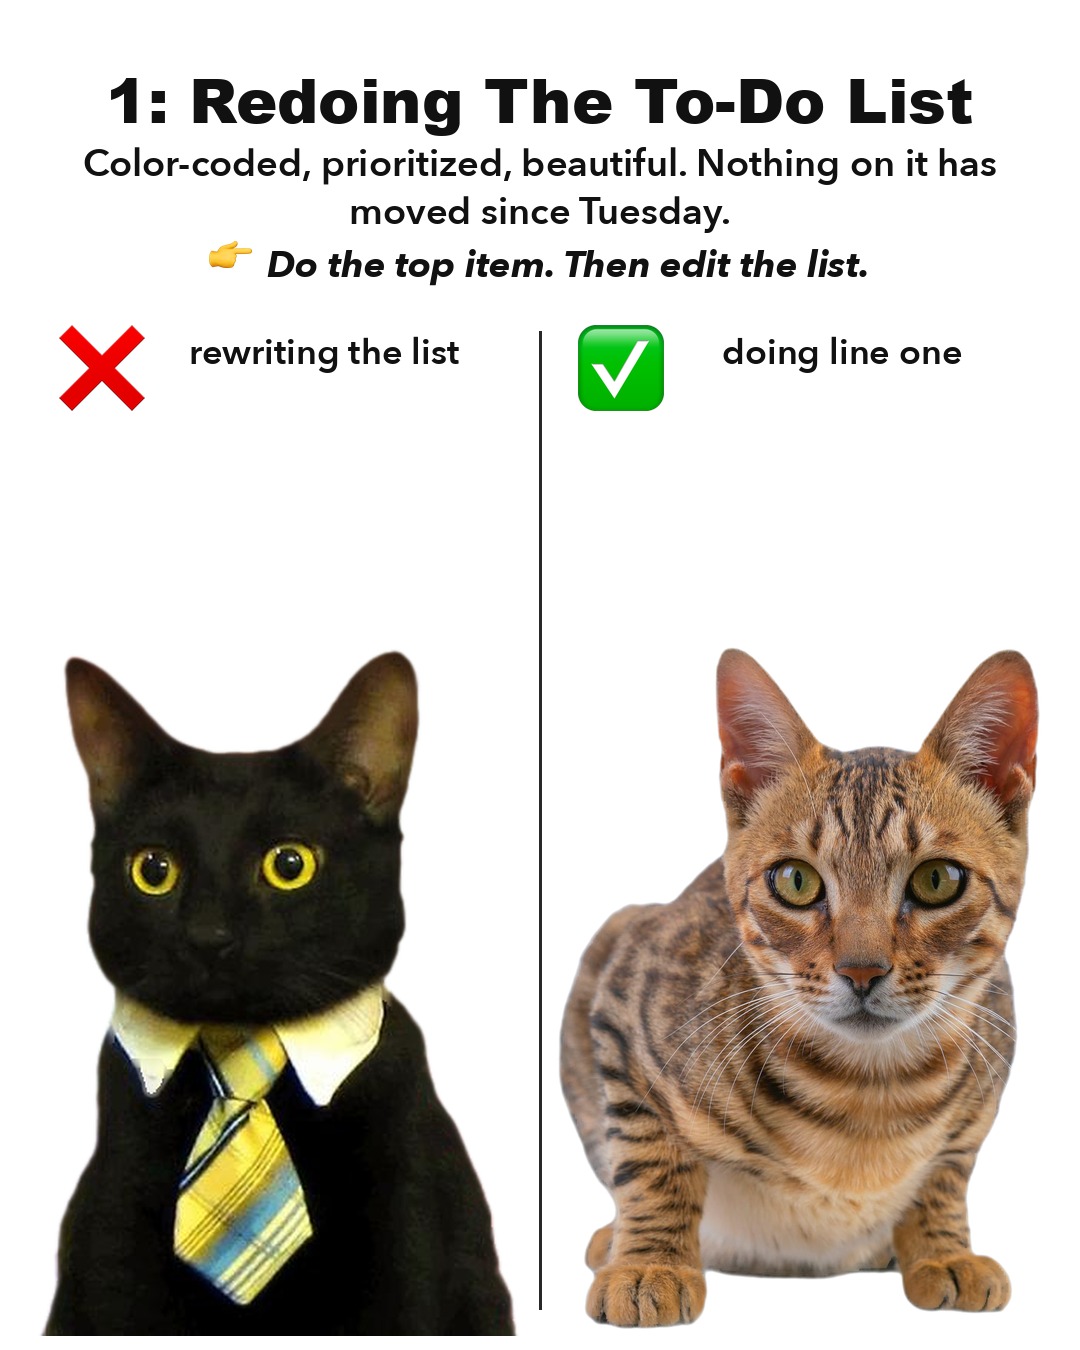 1: Redoing The To-Do List
Color-coded, prioritized, beautiful. Nothing on it has
moved since Tuesday.
👉 Do the top item. Then edit the list.
❌ rewriting the list
✅ doing line one